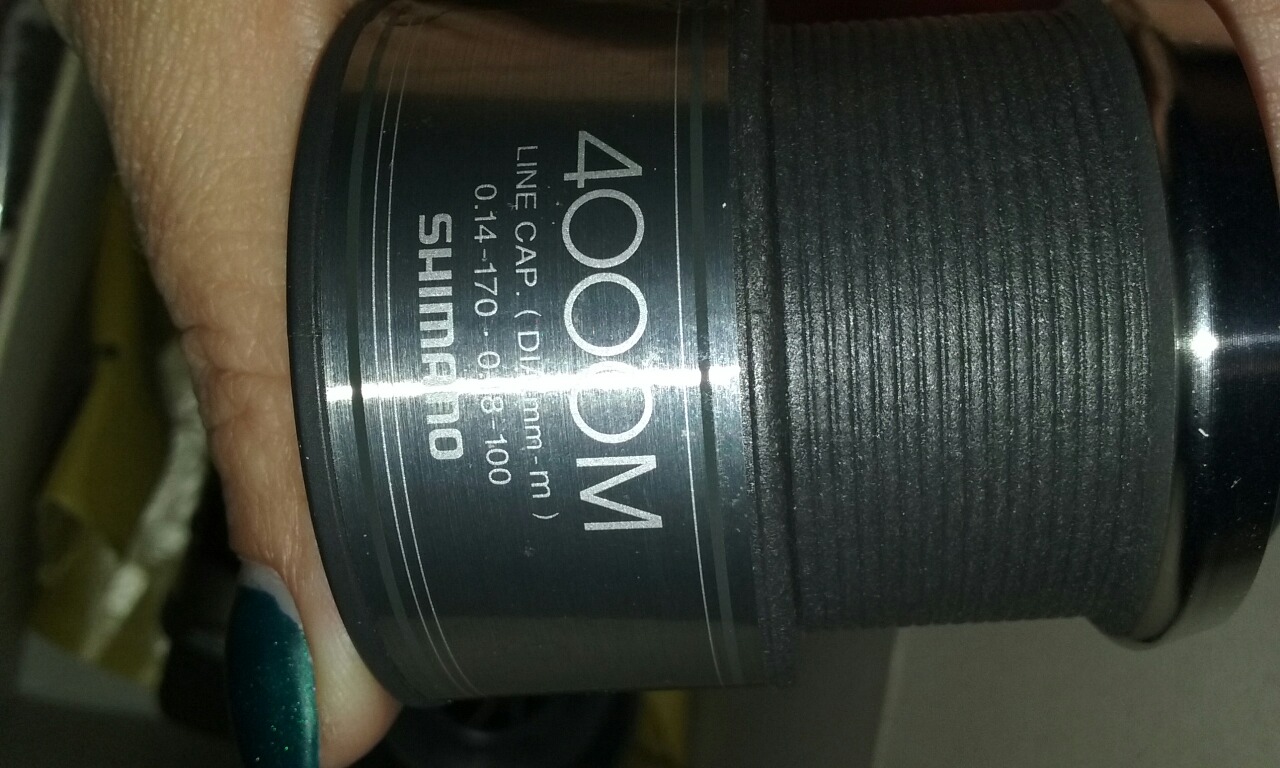 4000M
LINE CAP. (DIA mm-m)
0.14-170 · 0.18-100
SHIMANO